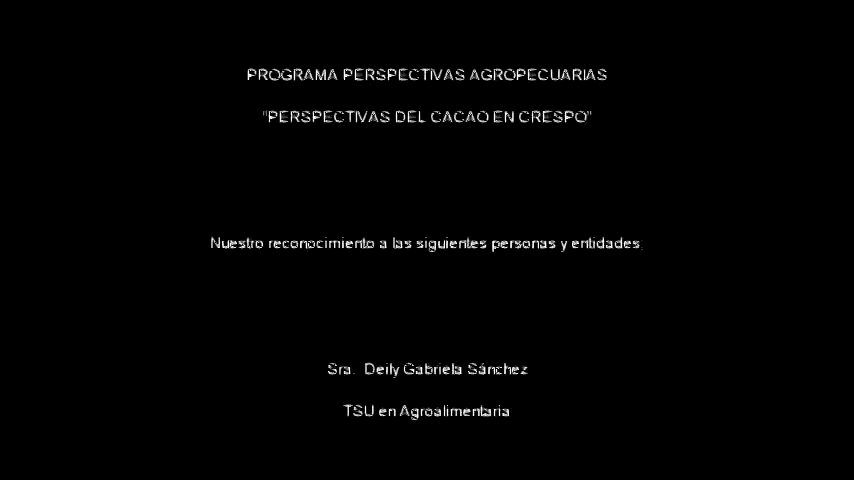 PROGRAMA PERSPECTIVAS AGROPECUARIAS
"PERSPECTIVAS DEL CACAO EN CRESPO"
Nuestro reconocimiento a las siguientes personas y entidades.
Sra. Deily Gabriela Sánchez
TSU en Agroalimentaria